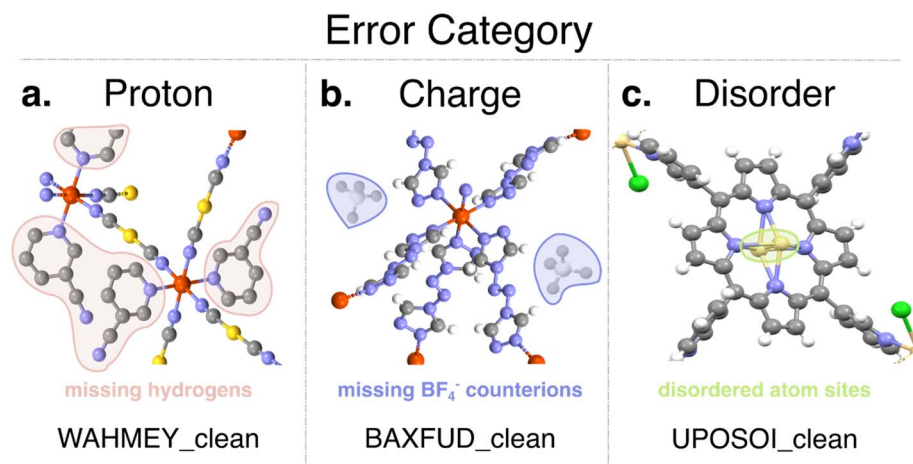 Error Category
a. Proton
b. Charge
c. Disorder
missing hydrogens
missing BF₄⁻ counterions
disordered atom sites
WAHMEY_clean
BAXFUD_clean
UPOSOI_clean